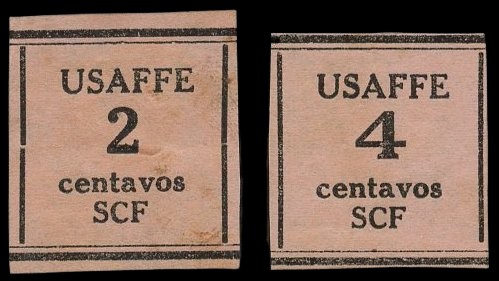 USAFFE
2
centavos
SCF
USAFFE
4
centavos
SCF